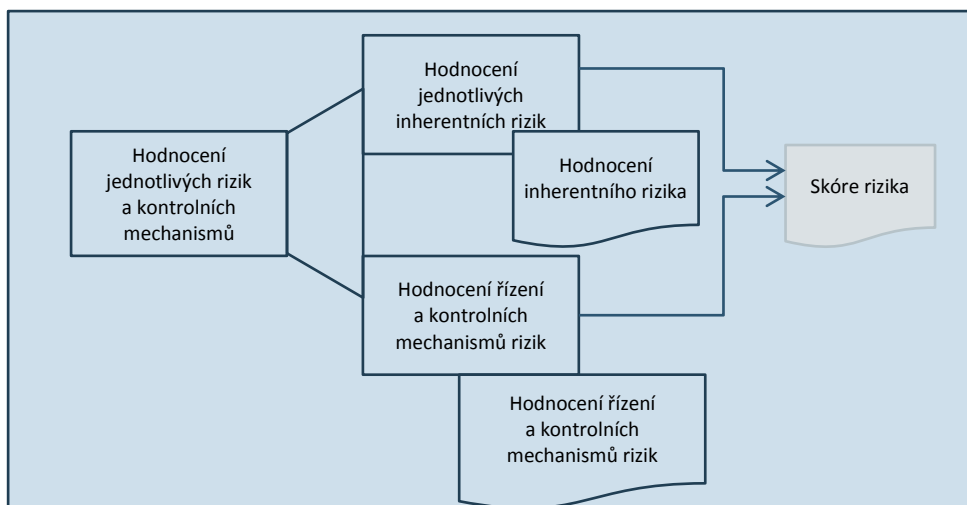 Hodnocení
jednotlivých rizik
a kontrolních
mechanismů
Hodnocení
jednotlivých
inherentních rizik
Hodnocení
inherentního rizika
Hodnocení řízení
a kontrolních
mechanismů rizik
Hodnocení řízení
a kontrolních
mechanismů rizik
Skóre rizika